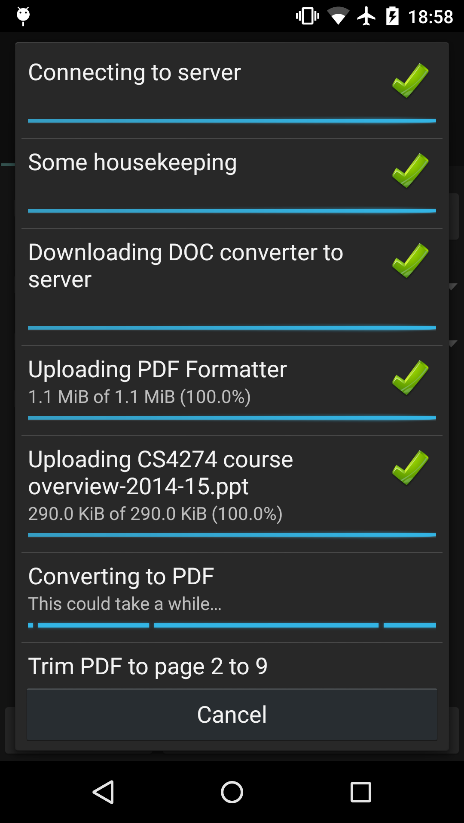 18:58
Connecting to server
Some housekeeping
Downloading DOC converter to
server
Uploading PDF Formatter
1.1 MiB of 1.1 MiB (100.0%)
Uploading CS4274 course
overview-2014-15.ppt
290.0 KiB of 290.0 KiB (100.0%)
Converting to PDF
This could take a while...
Trim PDF to page 2 to 9
Cancel